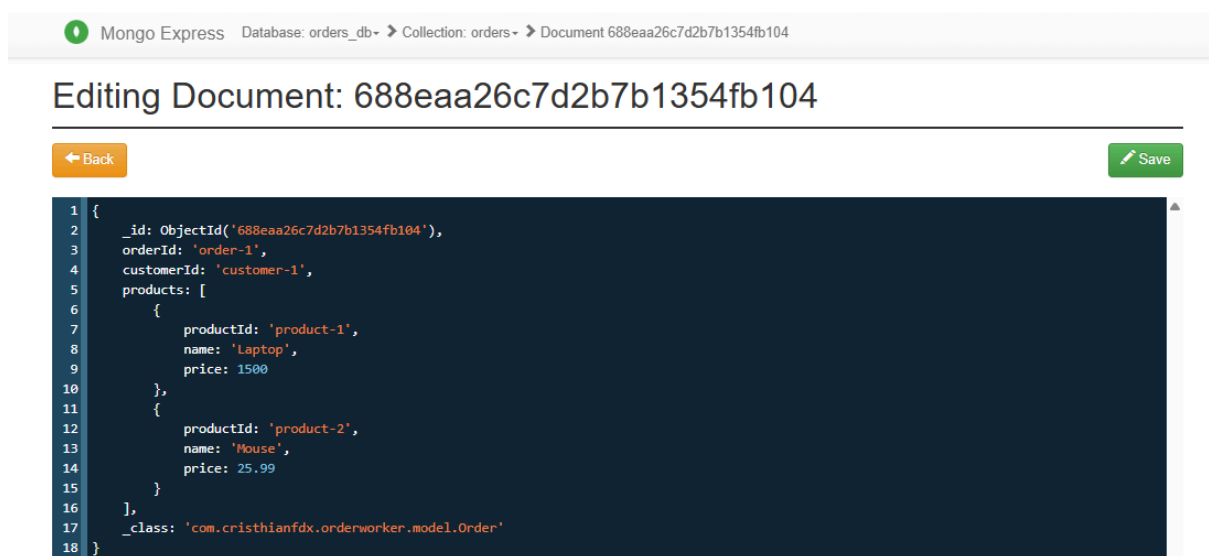 Mongo Express Database: orders_db Collection: orders Document 688eaa26c7d2b7b1354fb104
Editing Document: 688eaa26c7d2b7b1354fb104
Back
Save
1 {
2 _id: ObjectId('688eaa26c7d2b7b1354fb104'),
3 orderId: 'order-1',
4 customerId: 'customer-1',
5 products: [
6 {
7 productId: 'product-1',
8 name: 'Laptop',
9 price: 1500
10 },
11 {
12 productId: 'product-2',
13 name: 'Mouse',
14 price: 25.99
15 }
16 ],
17 _class: 'com.cristhianfdx.orderworker.model.Order'
18 }